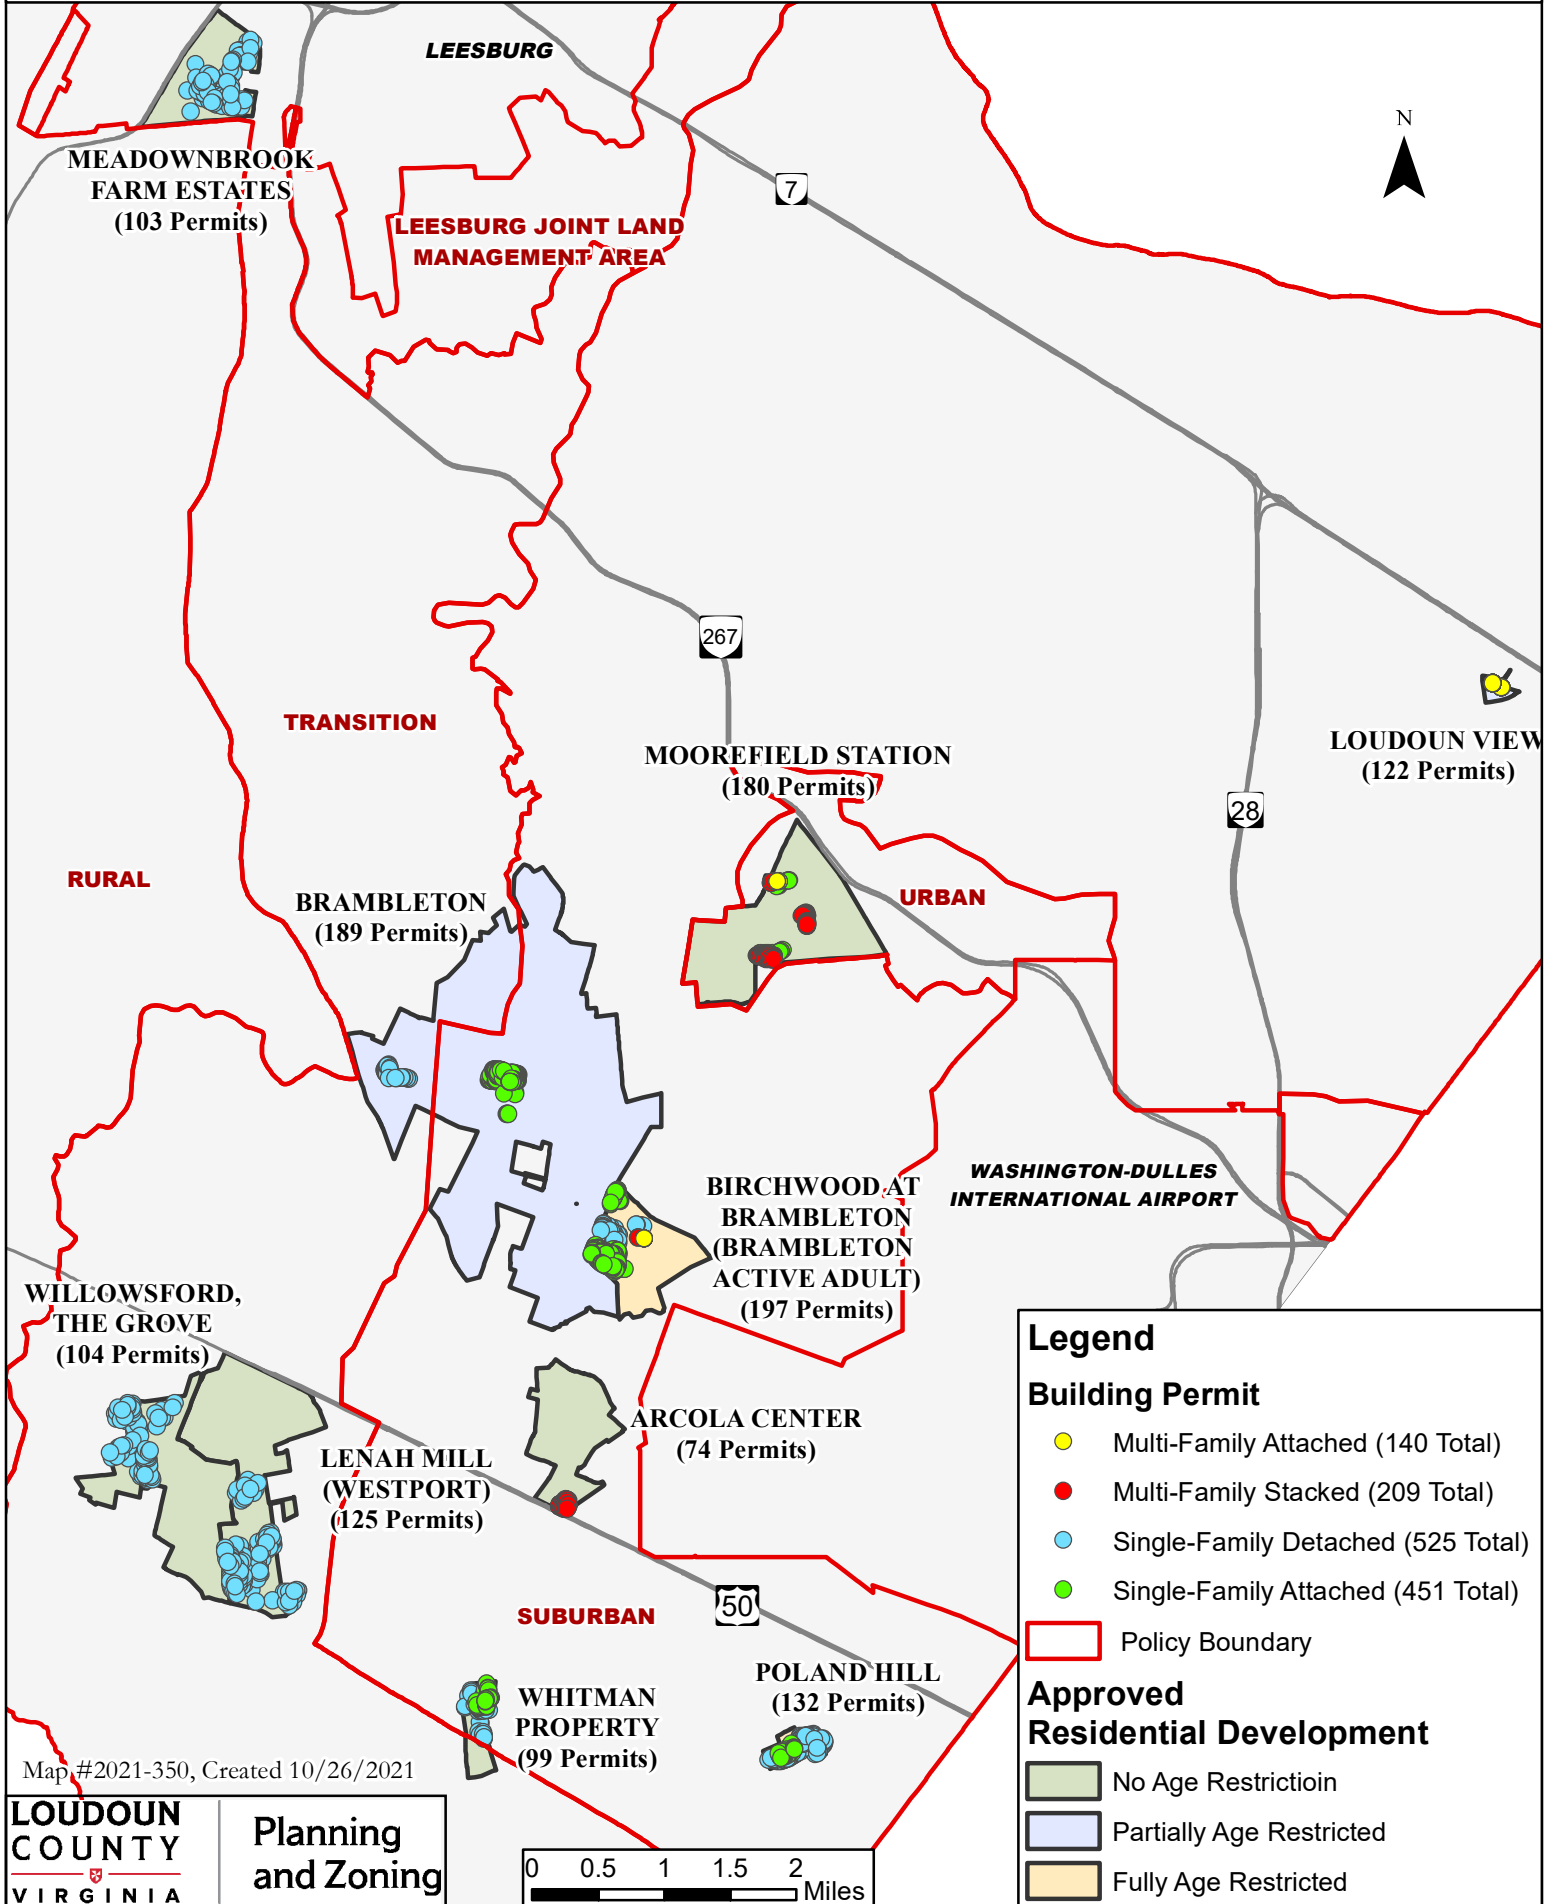 LEESBURG
N
MEADOWNBROOK
FARM ESTATES
(103 Permits)
7
LEESBURG JOINT LAND
MANAGEMENT AREA
267
TRANSITION
MOOREFIELD STATION
(180 Permits)
LOUDOUN VIEW
(122 Permits)
28
RURAL
BRAMBLETON
(189 Permits)
URBAN
WASHINGTON-DULLES
INTERNATIONAL AIRPORT
BIRCHWOOD AT
BRAMBLETON
(BRAMBLETON
ACTIVE ADULT)
(197 Permits)
WILLOWSFORD,
THE GROVE
(104 Permits)
ARCOLA CENTER
(74 Permits)
LENAH MILL
(WESTPORT)
(125 Permits)
50
SUBURBAN
POLAND HILL
(132 Permits)
WHITMAN
PROPERTY
(99 Permits)
Map #2021-350, Created 10/26/2021
LOUDOUN
COUNTY
VIRGINIA
Planning
and Zoning
0 0.5 1 1.5 2
Miles
Legend
Building Permit
Multi-Family Attached (140 Total)
Multi-Family Stacked (209 Total)
Single-Family Detached (525 Total)
Single-Family Attached (451 Total)
Policy Boundary
Approved
Residential Development
No Age Restrictioin
Partially Age Restricted
Fully Age Restricted